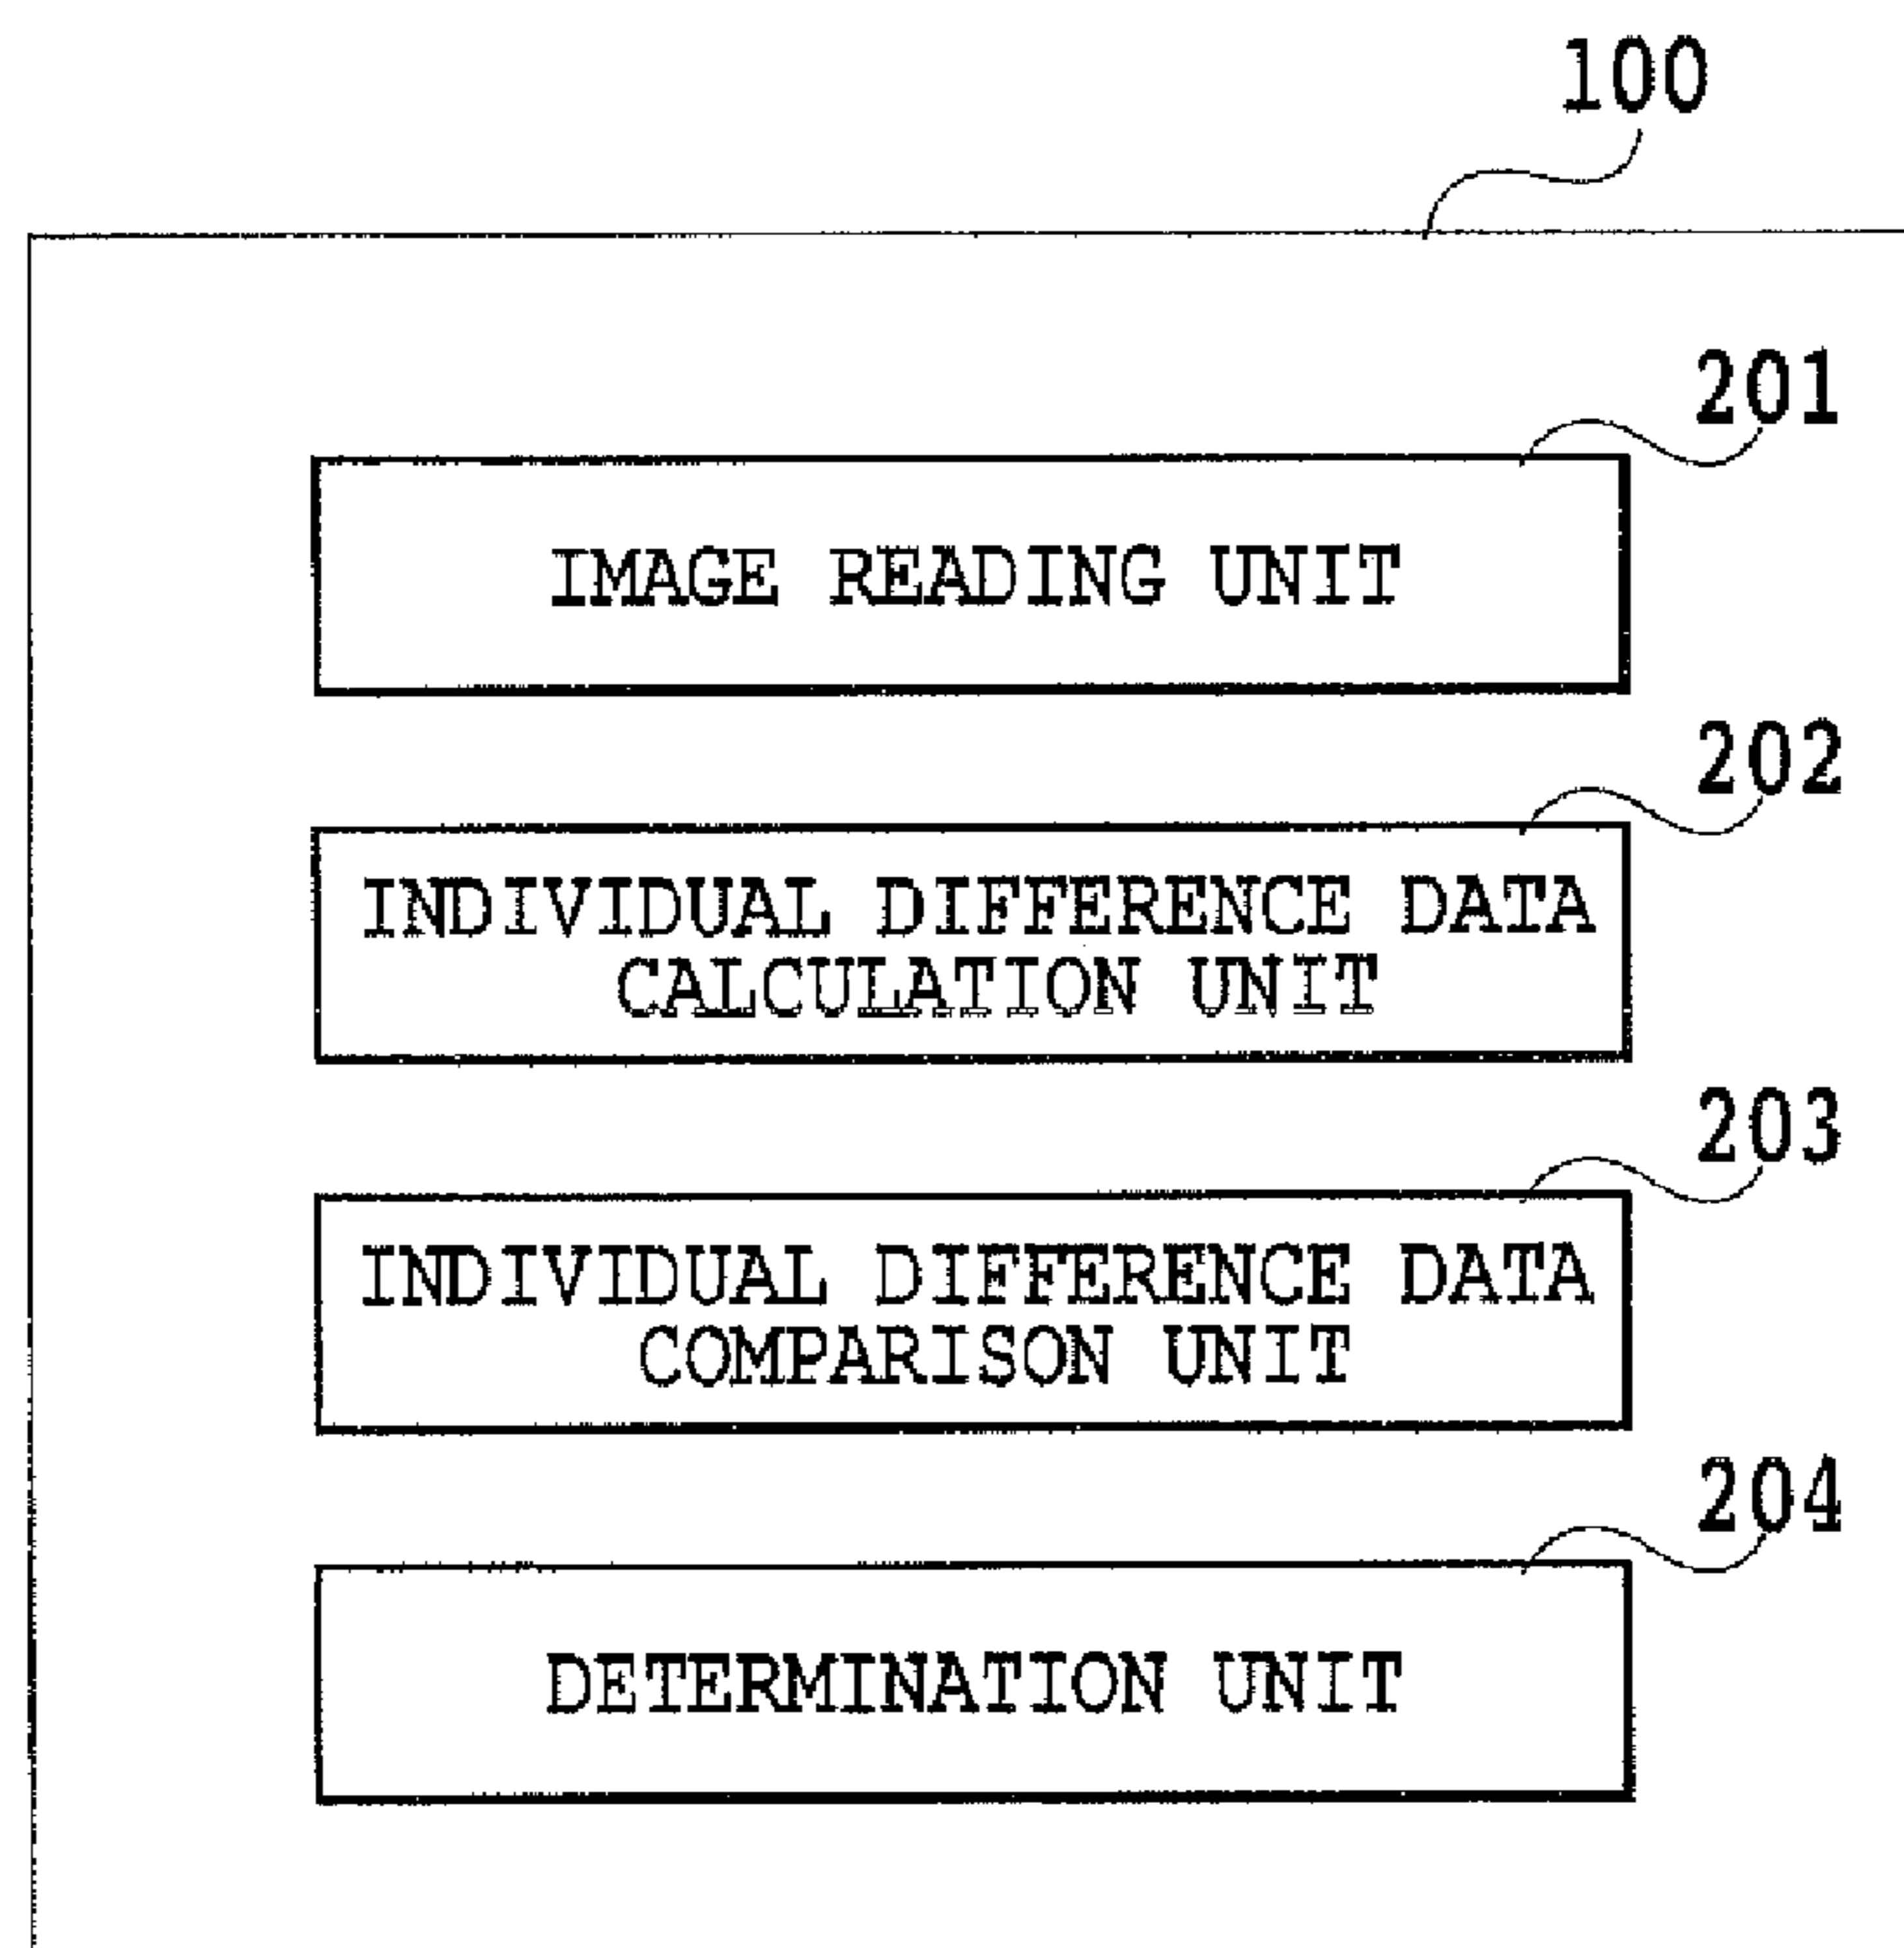 100
201
IMAGE READING UNIT
202
INDIVIDUAL DIFFERENCE DATA
CALCULATION UNIT
203
INDIVIDUAL DIFFERENCE DATA
COMPARISON UNIT
204
DETERMINATION UNIT